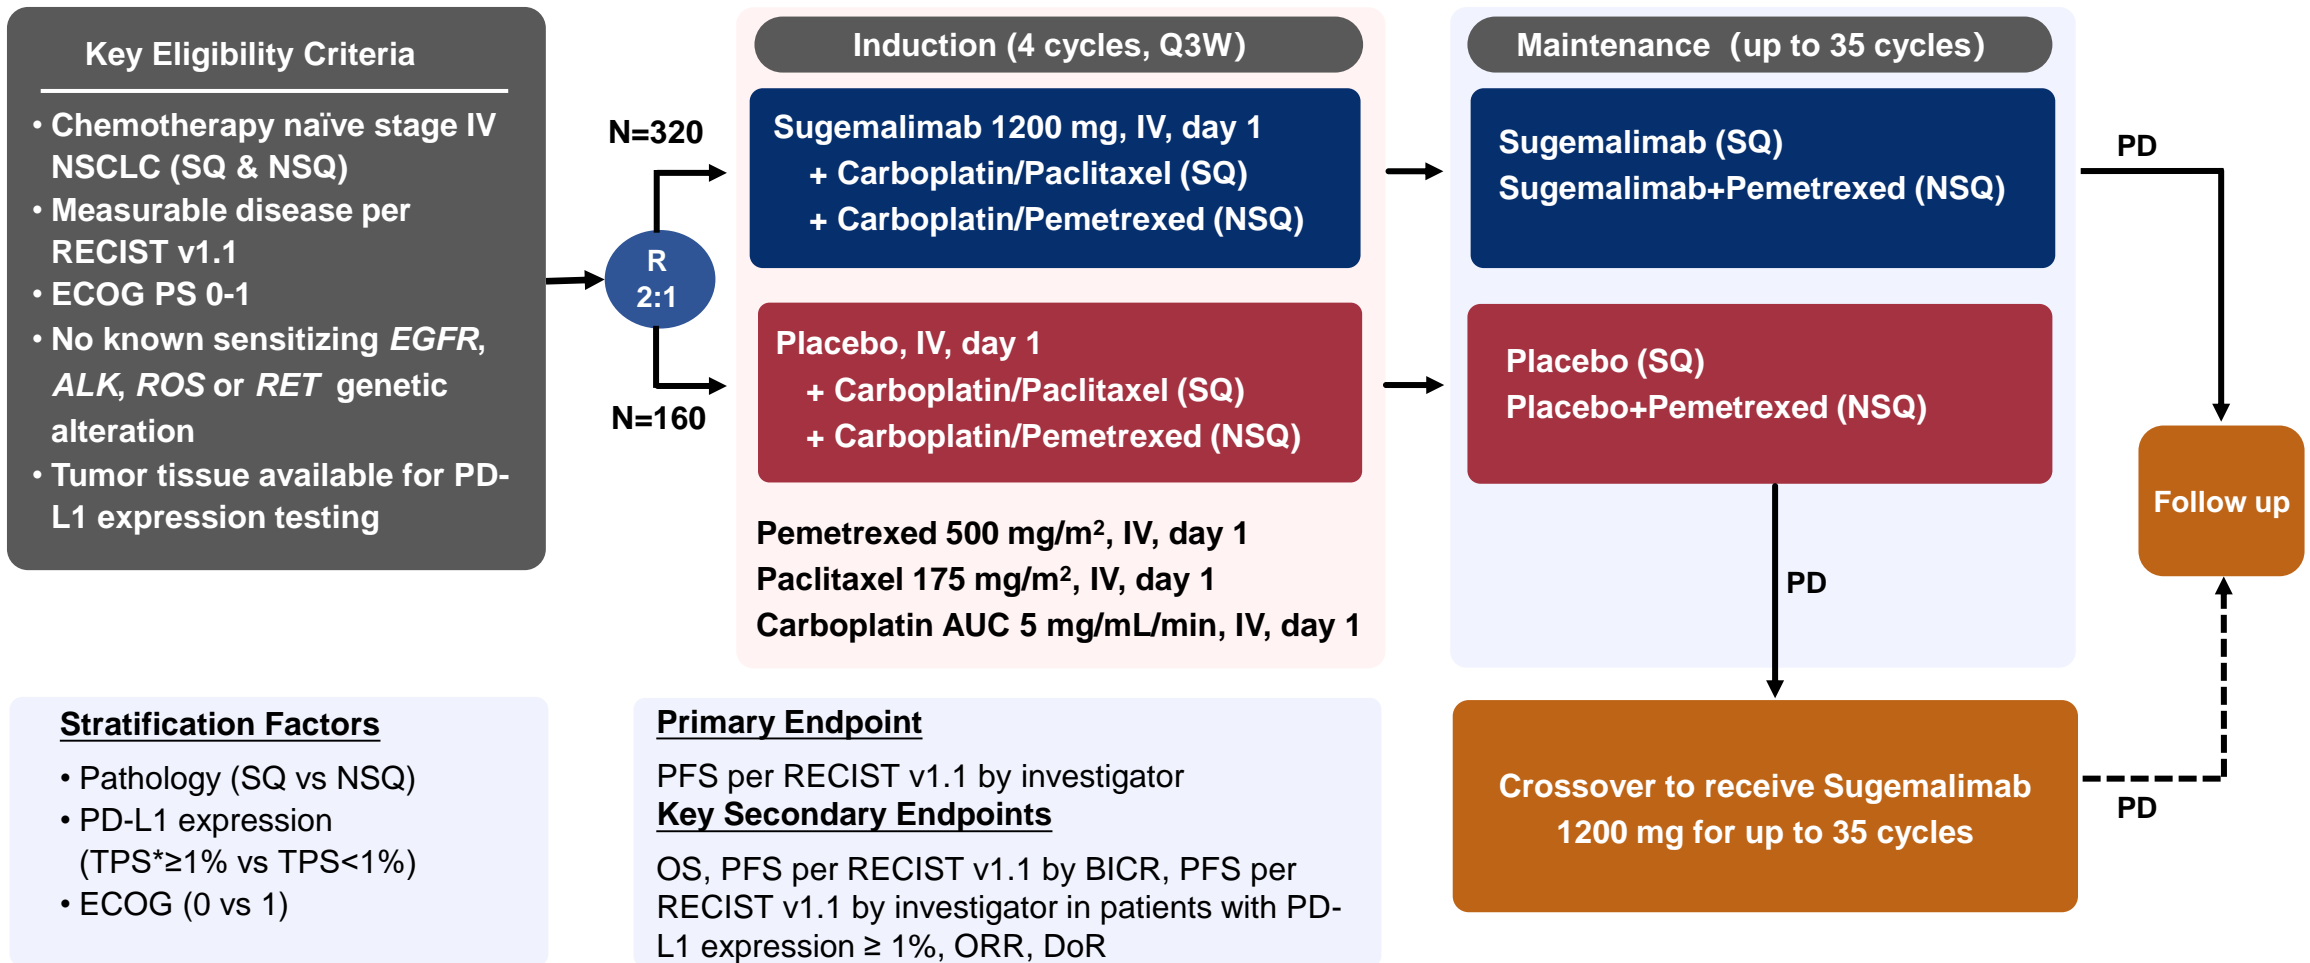 Key Eligibility Criteria
• Chemotherapy naïve stage IV
NSCLC (SQ & NSQ)
• Measurable disease per
RECIST v1.1
• ECOG PS 0-1
• No known sensitizing EGFR,
ALK, ROS or RET genetic
alteration
• Tumor tissue available for PD-
L1 expression testing
N=320
R
2:1
N=160
Induction (4 cycles, Q3W)
Sugemalimab 1200 mg, IV, day 1
+ Carboplatin/Paclitaxel (SQ)
+ Carboplatin/Pemetrexed (NSQ)
Placebo, IV, day 1
+ Carboplatin/Paclitaxel (SQ)
+ Carboplatin/Pemetrexed (NSQ)
Pemetrexed 500 mg/m², IV, day 1
Paclitaxel 175 mg/m², IV, day 1
Carboplatin AUC 5 mg/mL/min, IV, day 1
Maintenance (up to 35 cycles)
Sugemalimab (SQ)
Sugemalimab+Pemetrexed (NSQ)
Placebo (SQ)
Placebo+Pemetrexed (NSQ)
PD
PD
Follow up
Crossover to receive Sugemalimab
1200 mg for up to 35 cycles
PD
Stratification Factors
• Pathology (SQ vs NSQ)
• PD-L1 expression
(TPS*≥1% vs TPS<1%)
• ECOG (0 vs 1)
Primary Endpoint
PFS per RECIST v1.1 by investigator
Key Secondary Endpoints
OS, PFS per RECIST v1.1 by BICR, PFS per
RECIST v1.1 by investigator in patients with PD-
L1 expression ≥ 1%, ORR, DoR